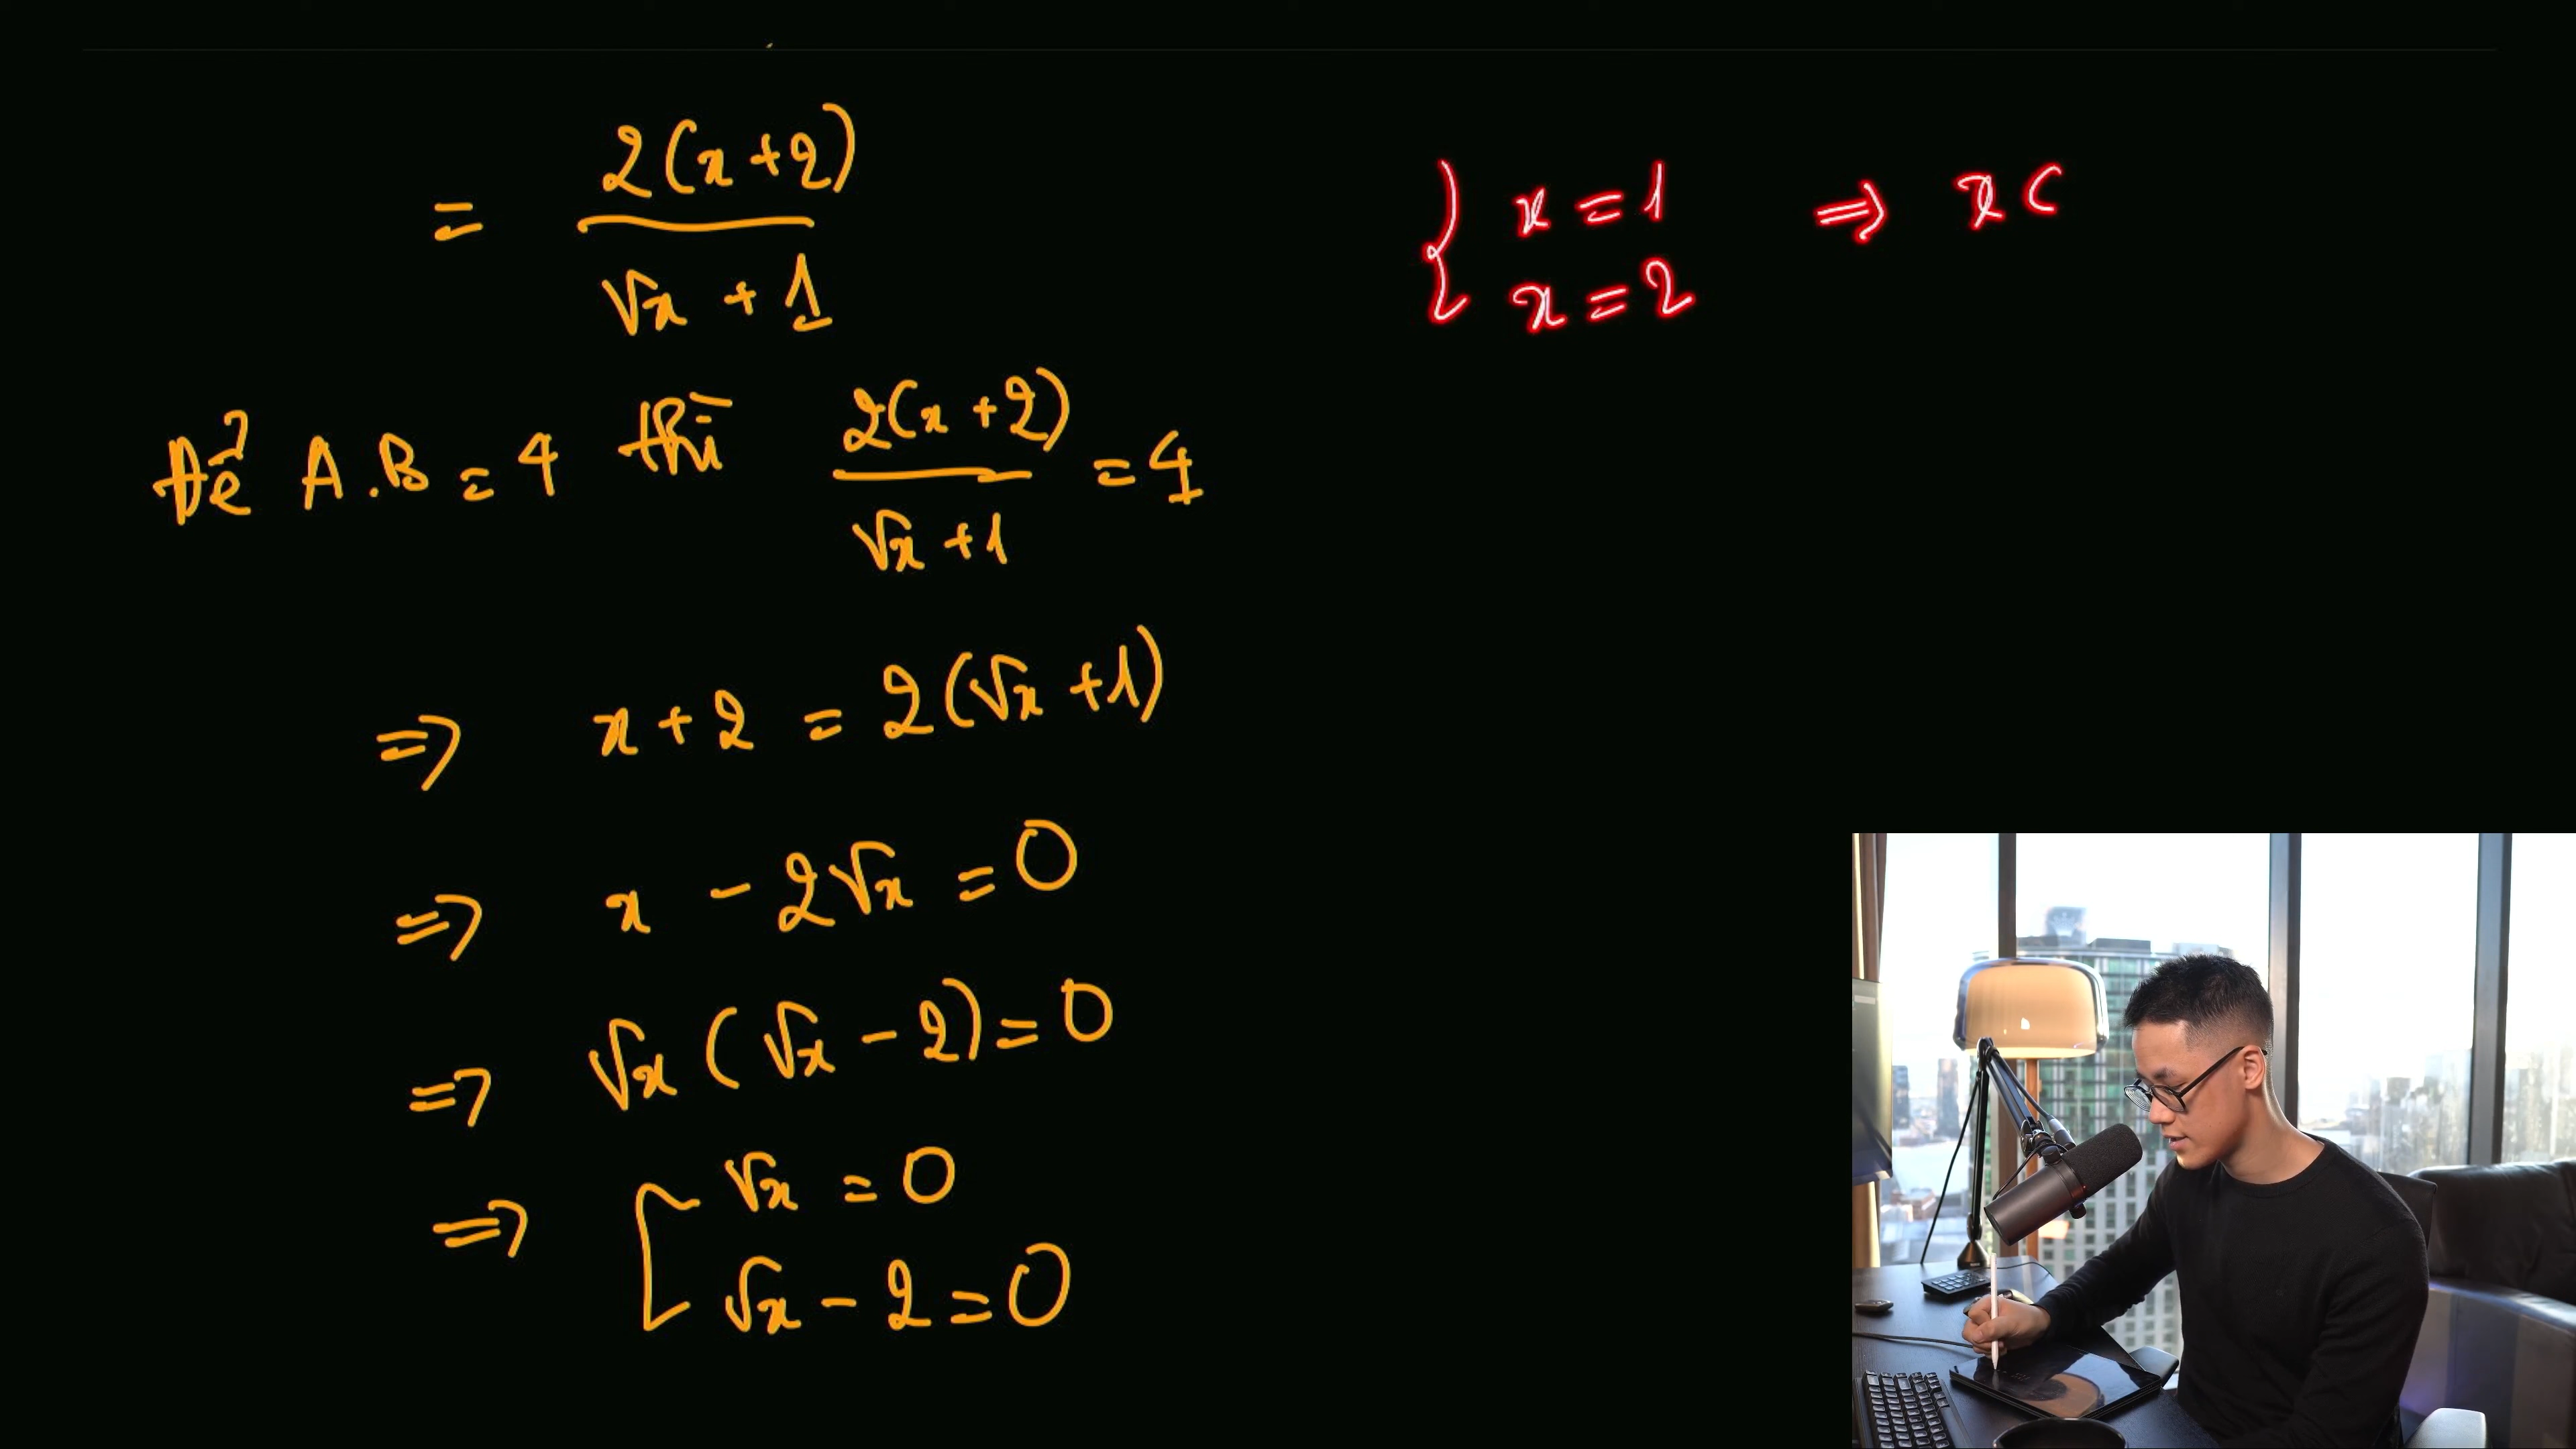 = 2(x+2) / √x + 1
Để A.B = 4 thì 2(x+2) / √x + 1 = 4
=> x + 2 = 2(√x + 1)
=> x - 2√x = 0
=> √x (√x - 2) = 0
=> [ √x = 0
√x - 2 = 0
{ x = 1 => x (
x = 2